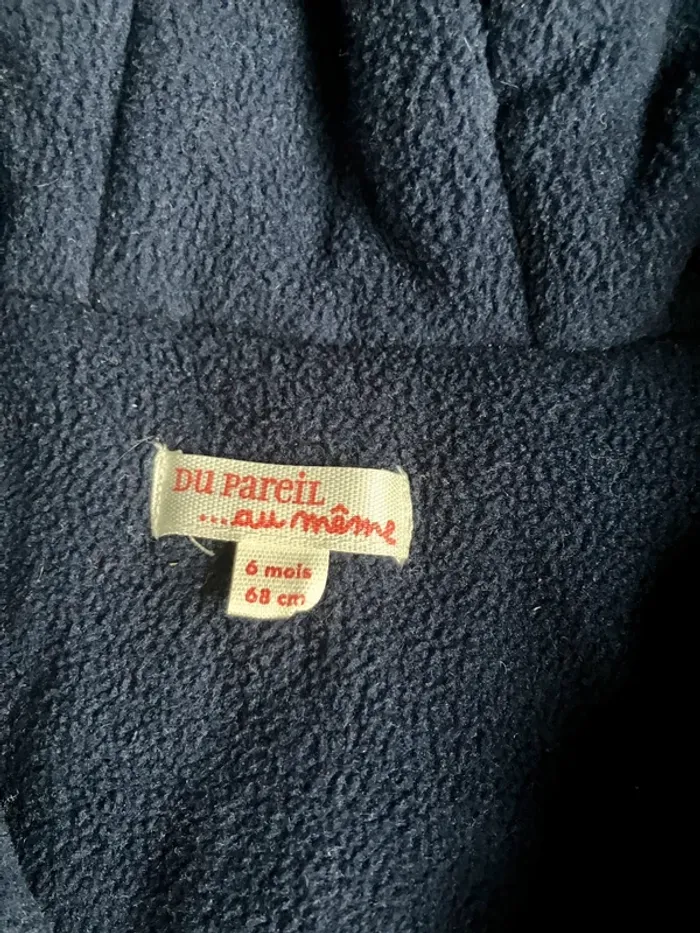 DU PareiL
...au même
6 mois
68 cm